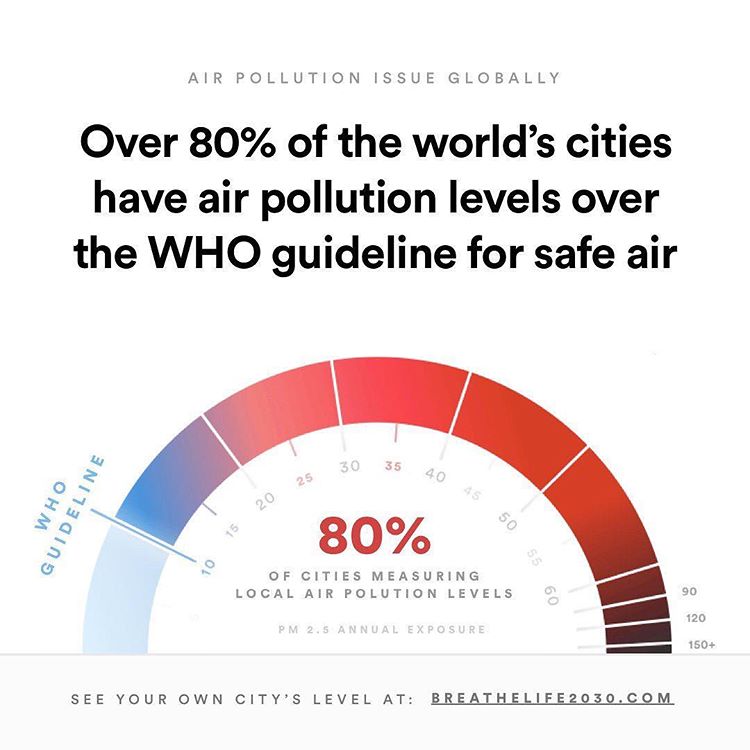 AIR POLLUTION ISSUE GLOBALLY
Over 80% of the world's cities
have air pollution levels over
the WHO guideline for safe air
WHO
GUIDELINE
10
15
20
25
30
35
40
45
50
55
60
90
120
150+
80%
OF CITIES MEASURING
LOCAL AIR POLUTION LEVELS
PM 2.5 ANNUAL EXPOSURE
SEE YOUR OWN CITY'S LEVEL AT: BREATHELIFE2030.COM